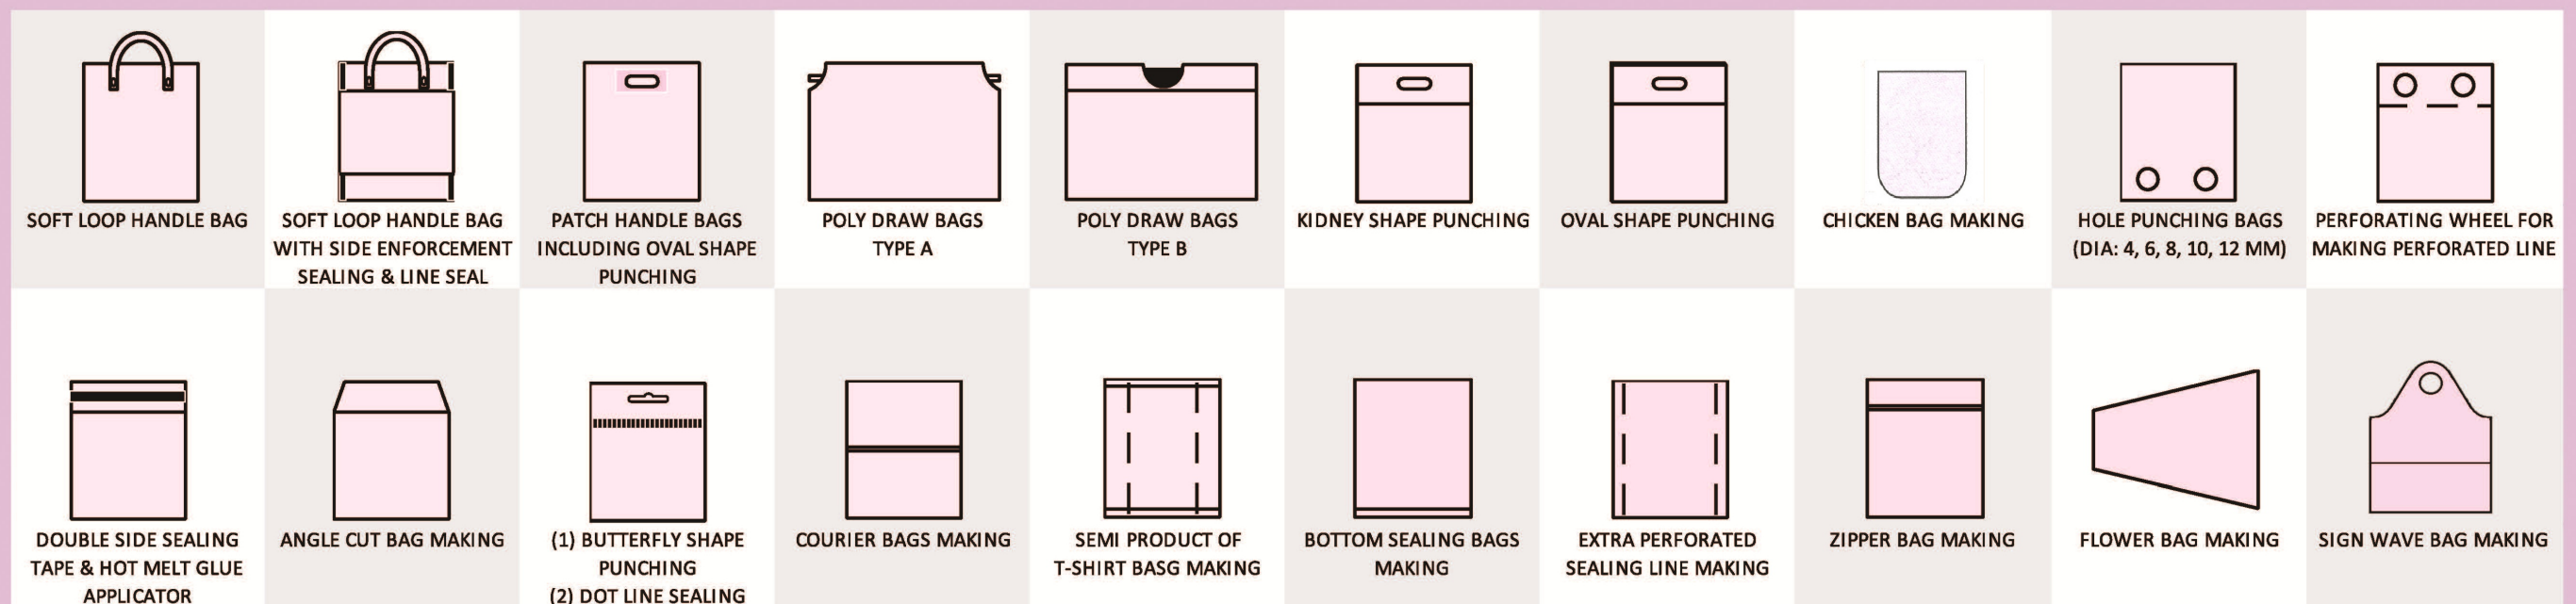 SOFT LOOP HANDLE BAG
SOFT LOOP HANDLE BAG
WITH SIDE ENFORCEMENT
SEALING & LINE SEAL
PATCH HANDLE BAGS
INCLUDING OVAL SHAPE
PUNCHING
POLY DRAW BAGS
TYPE A
POLY DRAW BAGS
TYPE B
KIDNEY SHAPE PUNCHING
OVAL SHAPE PUNCHING
CHICKEN BAG MAKING
HOLE PUNCHING BAGS
(DIA: 4, 6, 8, 10, 12 MM)
PERFORATING WHEEL FOR
MAKING PERFORATED LINE
DOUBLE SIDE SEALING
TAPE & HOT MELT GLUE
APPLICATOR
ANGLE CUT BAG MAKING
(1) BUTTERFLY SHAPE
PUNCHING
(2) DOT LINE SEALING
COURIER BAGS MAKING
SEMI PRODUCT OF
T-SHIRT BASG MAKING
BOTTOM SEALING BAGS
MAKING
EXTRA PERFORATED
SEALING LINE MAKING
ZIPPER BAG MAKING
FLOWER BAG MAKING
SIGN WAVE BAG MAKING